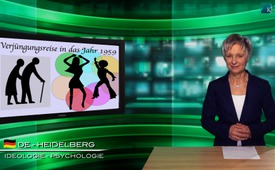 Verjüngungsreise in das Jahr 1959
DE - HEIDELBERG
IDEOLOGIE - PSYCHOLOGIE